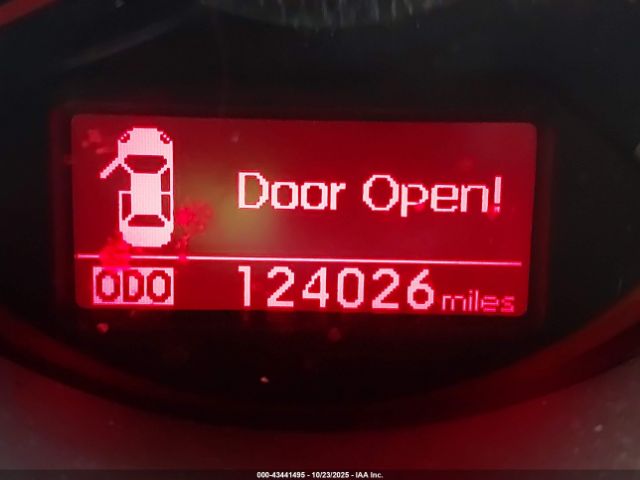 Door Open!
ODO 124026 miles
000-43441495 - 10/23/2025 - IAA Inc.